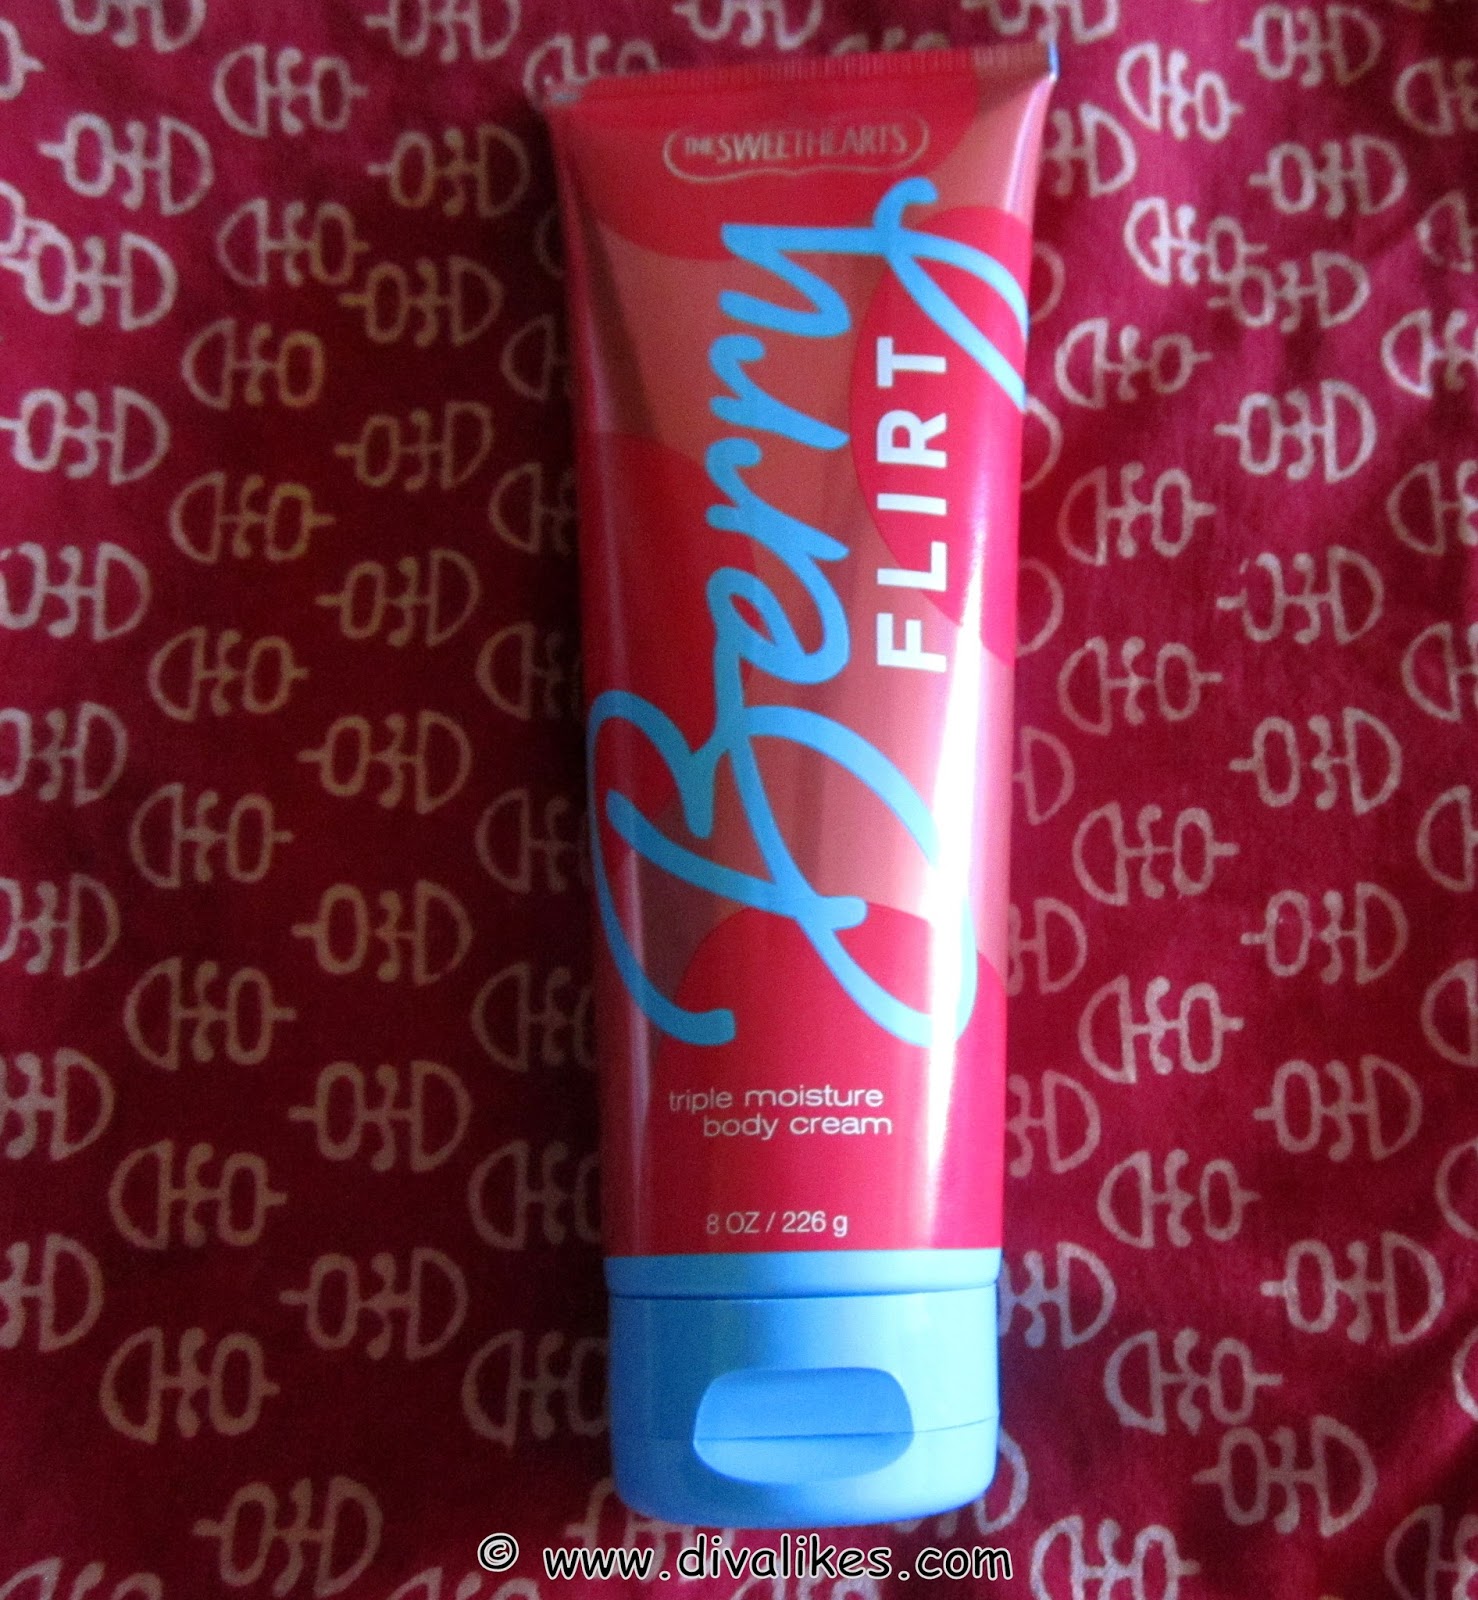 THE SWEETHEARTS
Berry
FLIRT
triple moisture
body cream
8 OZ / 226 g
© www.divalikes.com